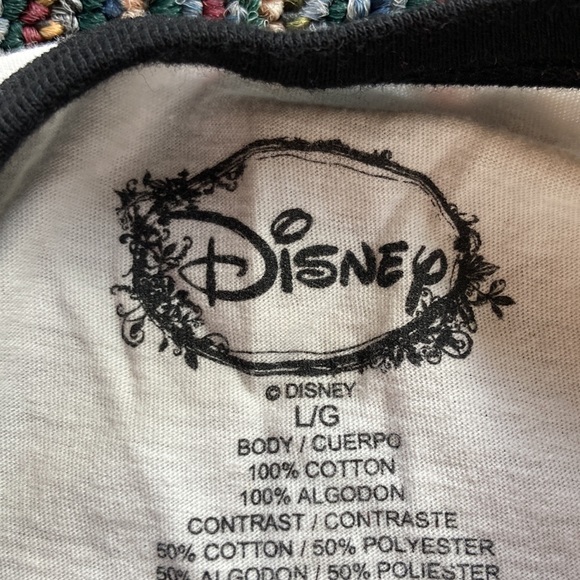 Disney
© DISNEY
L/G
BODY / CUERPO
100% COTTON
100% ALGODON
CONTRAST / CONTRASTE
50% COTTON / 50% POLYESTER
50% ALGODON / 50% POLIESTER